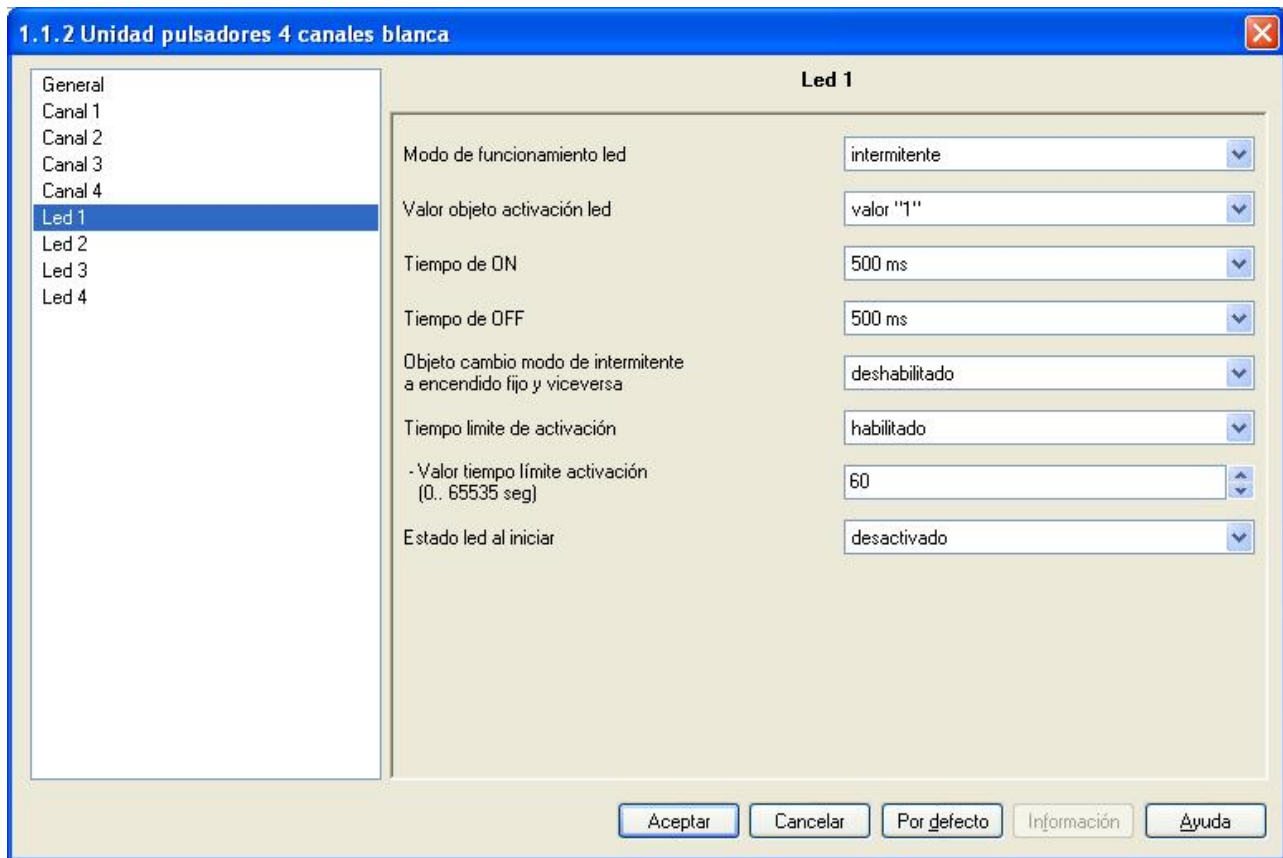 1.1.2 Unidad pulsadores 4 canales blanca
General
Canal 1
Canal 2
Canal 3
Canal 4
Led 1
Led 2
Led 3
Led 4
Led 1
Modo de funcionamiento led
intermitente
Valor objeto activación led
valor "1"
Tiempo de ON
500 ms
Tiempo de OFF
500 ms
Objeto cambio modo de intermitente
a encendido fijo y viceversa
deshabilitado
Tiempo limite de activación
habilitado
- Valor tiempo límite activación
(0.. 65535 seg)
60
Estado led al iniciar
desactivado
Aceptar
Cancelar
Por defecto
Información
Ayuda